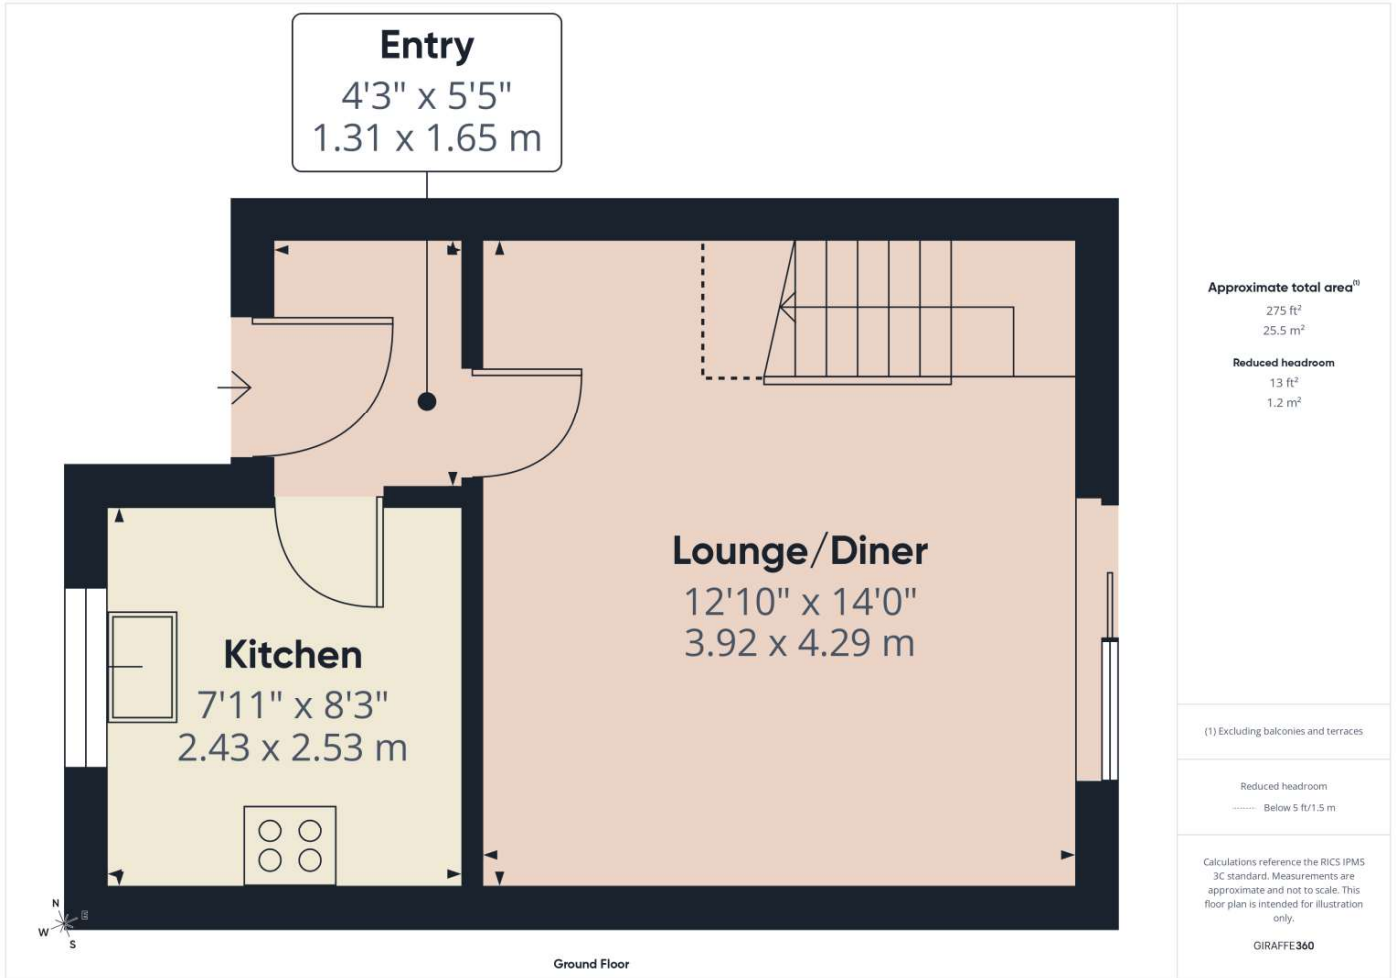 Entry
4'3" x 5'5"
1.31 x 1.65 m
Lounge/Diner
12'10" x 14'0"
3.92 x 4.29 m
Kitchen
7'11" x 8'3"
2.43 x 2.53 m
N
E
W
S
Ground Floor
Approximate total area(1)
275 ft²
25.5 m²
Reduced headroom
13 ft²
1.2 m²
(1) Excluding balconies and terraces
Reduced headroom
Below 5 ft/1.5 m
Calculations reference the RICS IPMS
3C standard. Measurements are
approximate and not to scale. This
floor plan is intended for illustration
only.
GIRAFFE360